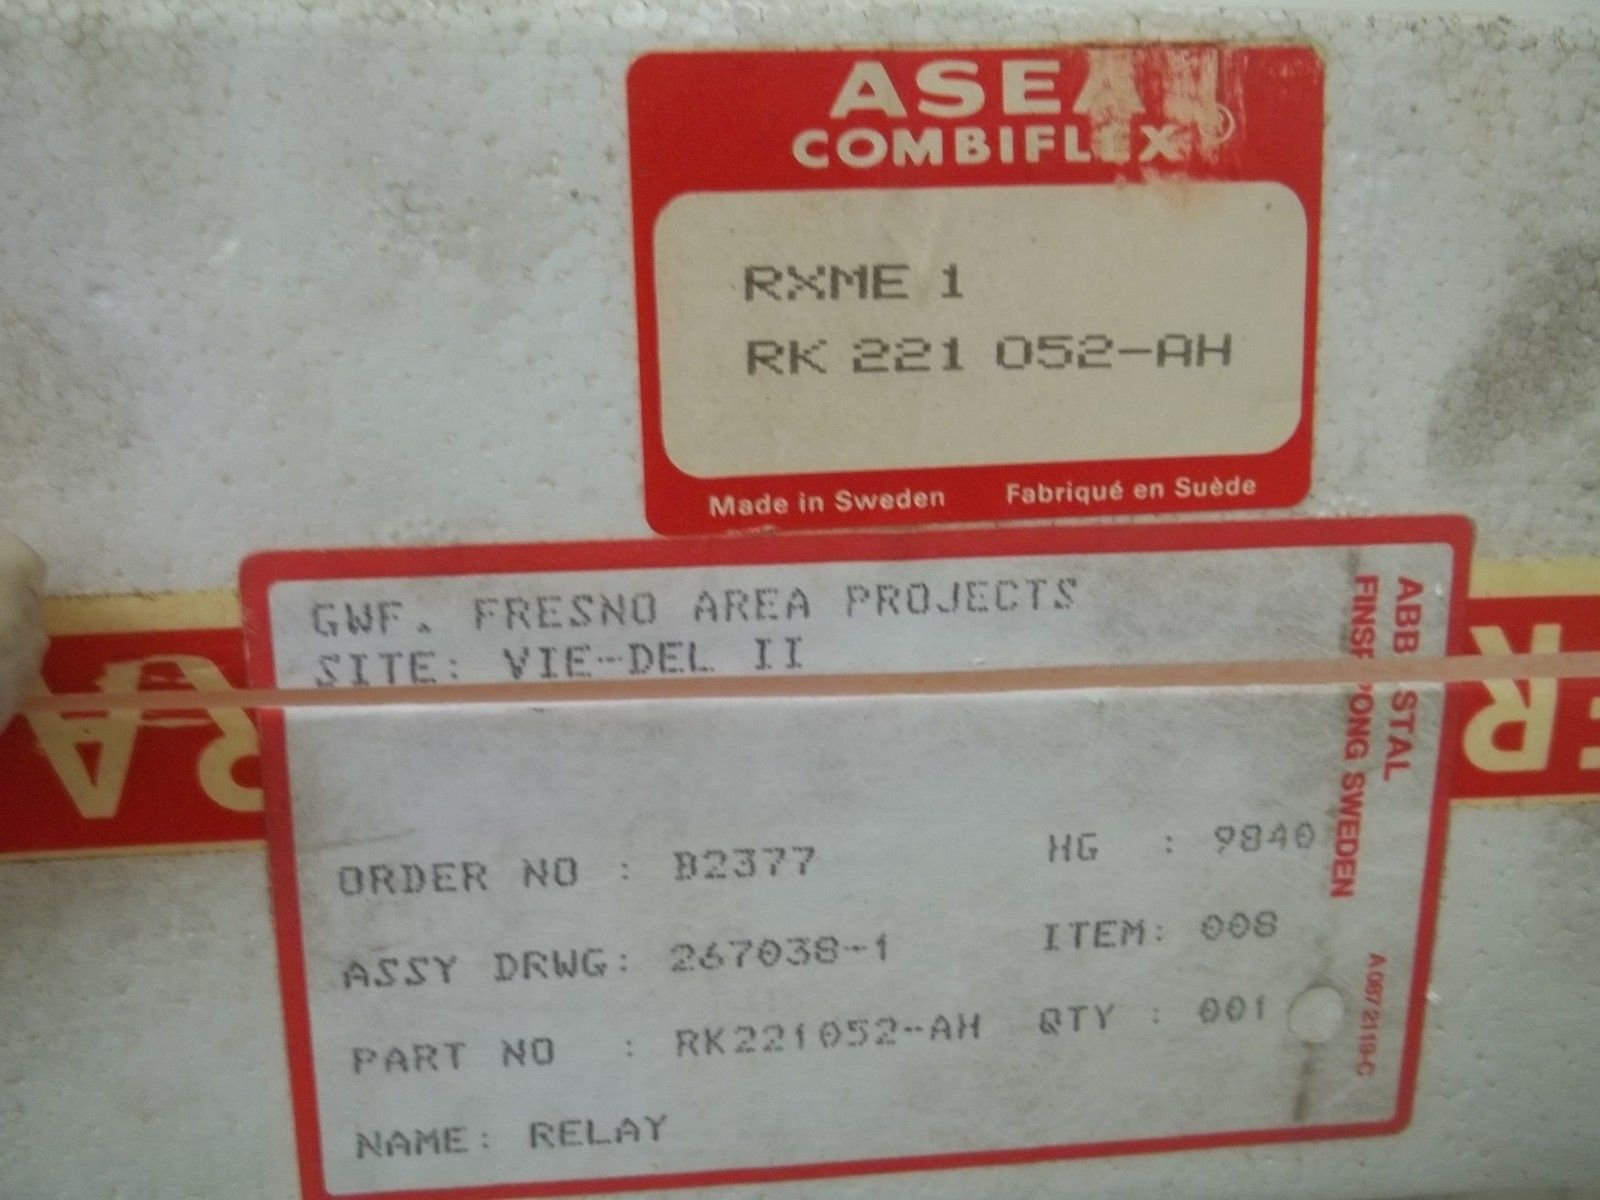 ASEA
COMBIFLEX
RXME 1
RK 221 052-AH
Made in Sweden Fabriqué en Suède
GWF. FRESNO AREA PROJECTS
SITE: VIE-DEL II
ORDER NO : B2377 HG : 9840
ASSY DRWG: 267038-1 ITEM: 008
PART NO : RK221052-AH QTY : 001
NAME: RELAY
ABB STAL
SWEDEN